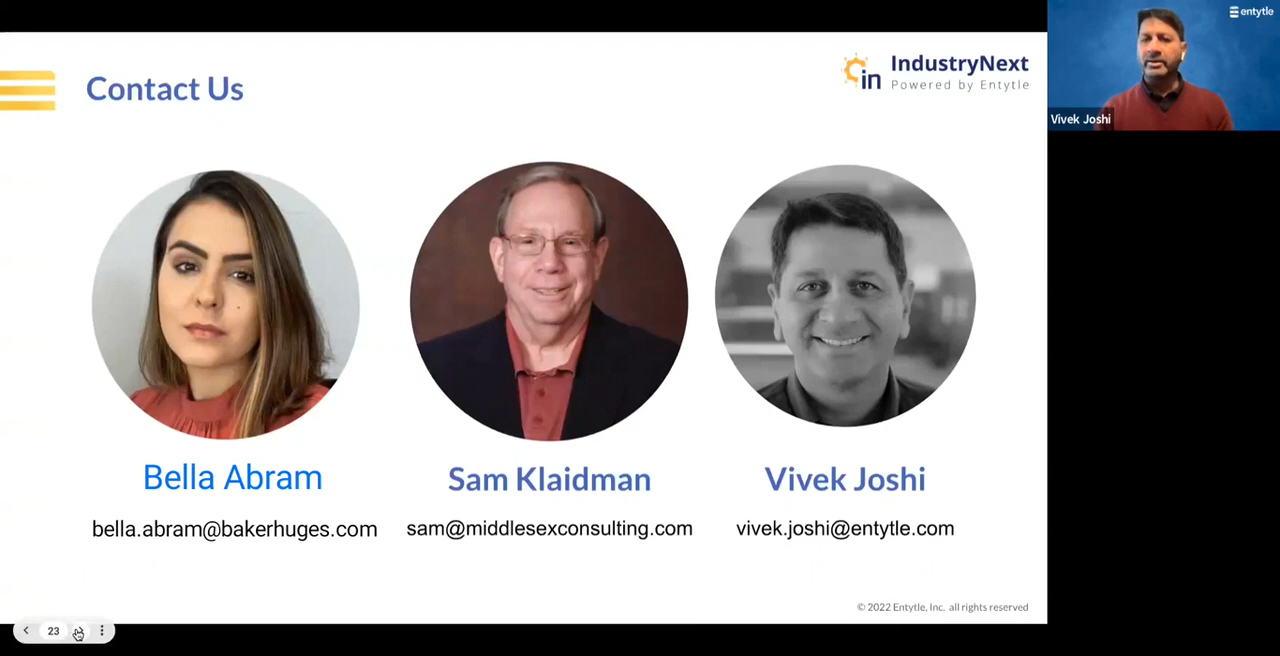 entytle
Contact Us
in
IndustryNext
Powered by Entytle
Vivek Joshi
Bella Abram
Sam Klaidman
Vivek Joshi
bella.abram@bakerhuges.com
sam@middlesexconsulting.com
vivek.joshi@entytle.com
© 2022 Entytle, Inc. all rights reserved
23